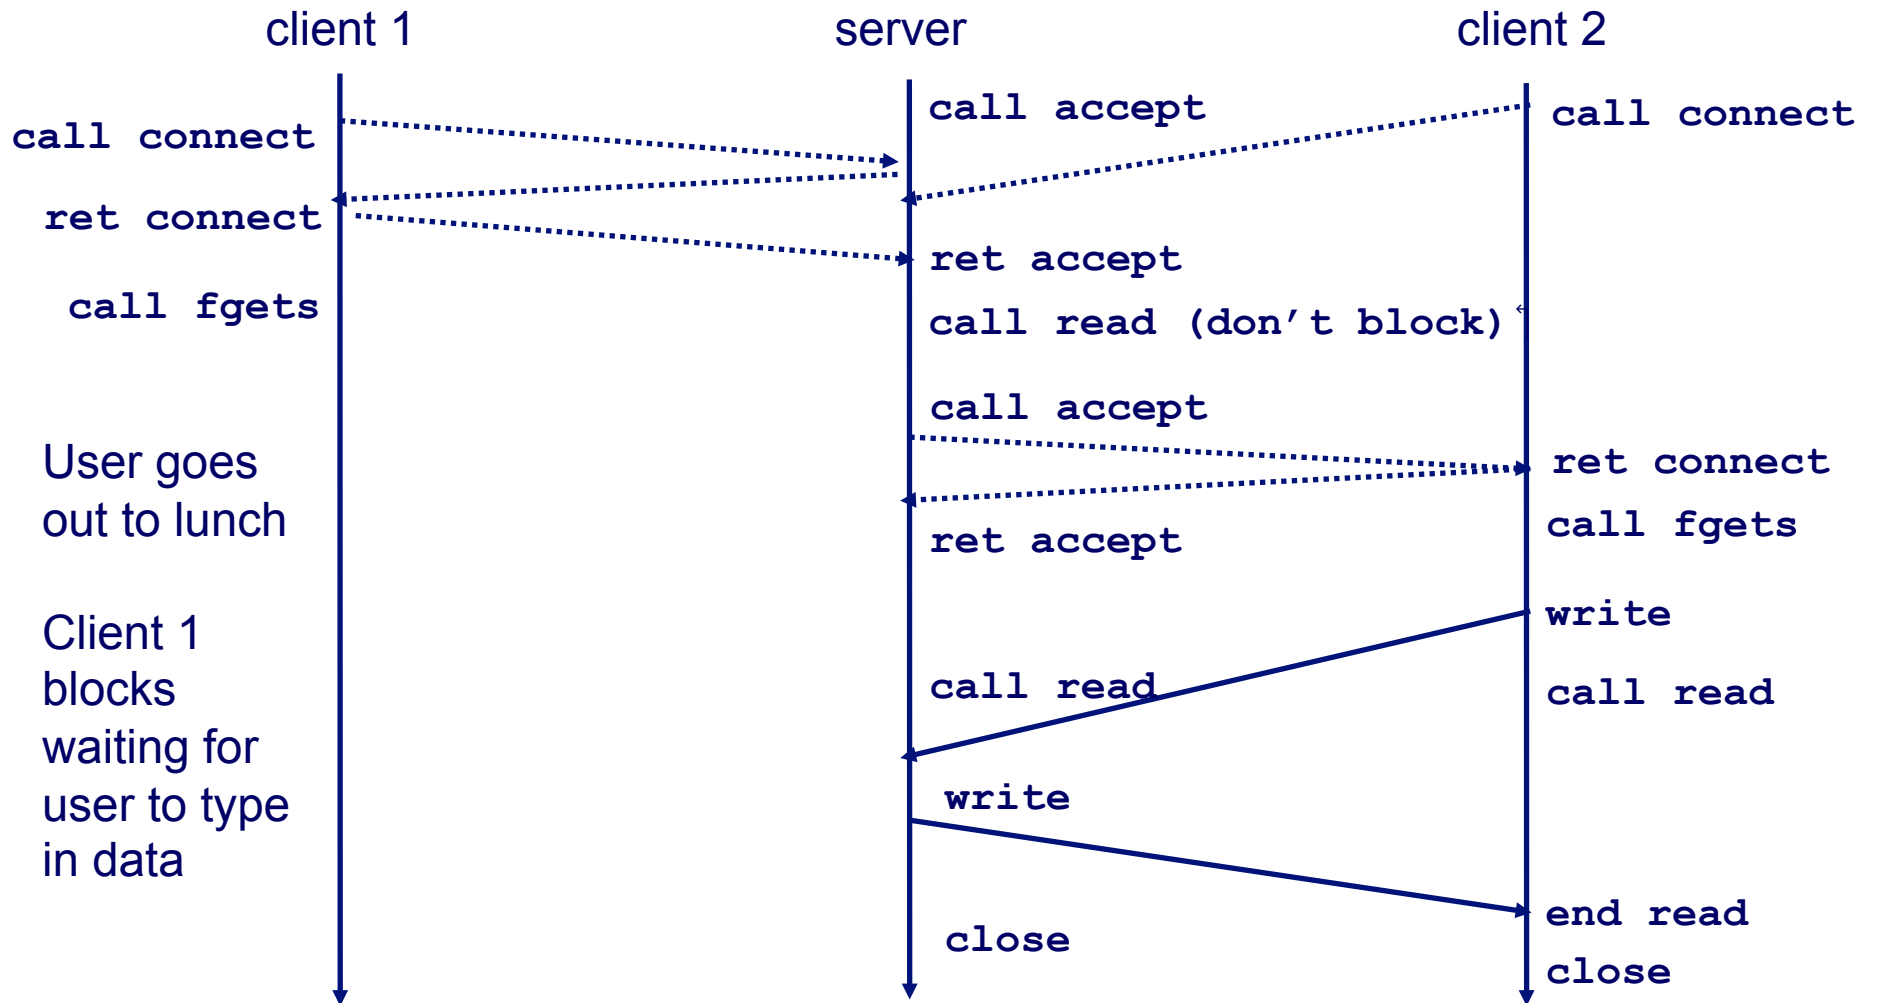 client 1
server
client 2
call accept
call connect
call connect
ret connect
ret accept
call fgets
call read (don’t block)
call accept
User goes
out to lunch
ret connect
call fgets
ret accept
Client 1
blocks
waiting for
user to type
in data
write
call read
call read
write
end read
close
close